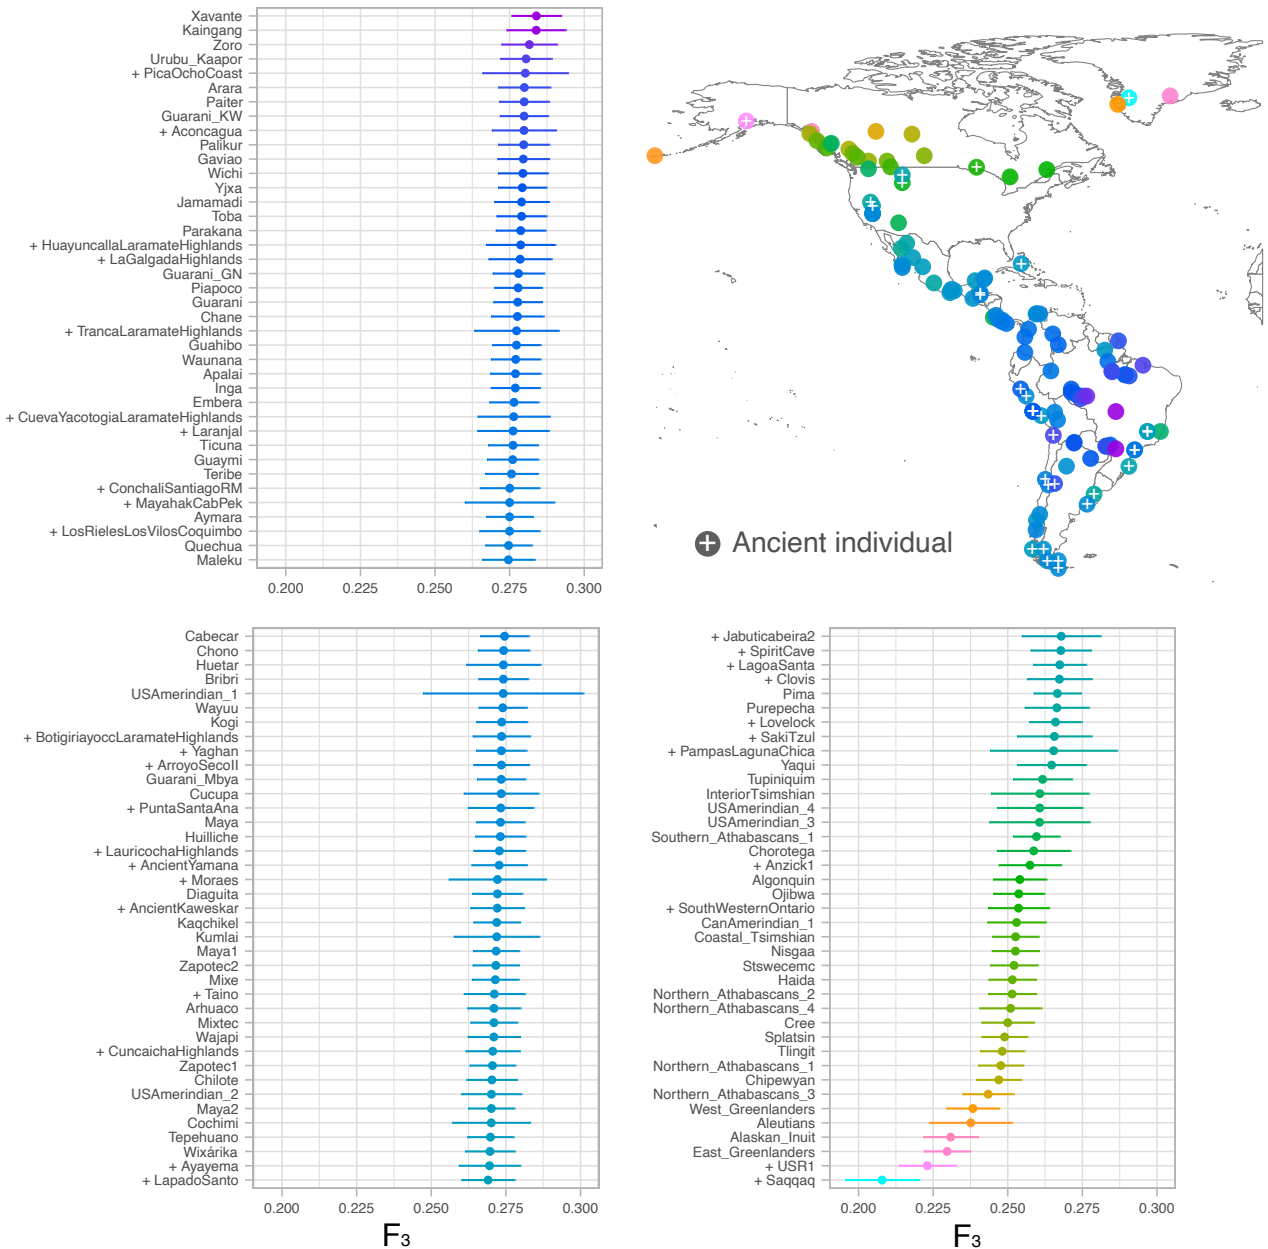 Xavante
Kaingang
Zoro
Urubu_Kaapor
+ PicaOchoCoast
Arara
Paiter
Guarani_KW
+ Aconcagua
Palikur
Gaviao
Wichi
Yjxa
Jamamadi
Toba
Parakana
+ HuayuncallaLaramateHighlands
+ LaGalgadaHighlands
Guarani_GN
Piapoco
Guarani
Chane
+ TrancaLaramateHighlands
Guahibo
Waunana
Apalai
Inga
Embera
+ CuevaYacotogiaLaramateHighlands
+ Laranjal
Ticuna
Guaymi
Teribe
+ ConchaliSantiagoRM
+ MayahakCabPek
Aymara
+ LosRielesLosVilosCoquimbo
Quechua
Maleku
0.200 0.225 0.250 0.275 0.300
Ancient individual
Cabecar
Chono
Huetar
Bribri
USAmerindian_1
Wayuu
Kogi
+ BotigiriayoccLaramateHighlands
+ Yaghan
+ ArroyoSecoII
Guarani_Mbya
Cucupa
+ PuntaSantaAna
Maya
Huilliche
+ LauricochaHighlands
+ AncientYamana
+ Moraes
Diaguita
+ AncientKaweskar
Kaqchikel
Kumlai
Maya1
Zapotec2
Mixe
+ Taino
Arhuaco
Mixtec
Wajapi
+ CuncaichaHighlands
Zapotec1
Chilote
USAmerindian_2
Maya2
Cochimi
Tepehuano
Wixárika
+ Ayayema
+ LapadoSanto
0.200 0.225 0.250 0.275 0.300
F3
+ Jabuticabeira2
+ SpiritCave
+ LagoaSanta
+ Clovis
Pima
Purepecha
+ Lovelock
+ SakiTzul
+ PampasLagunaChica
Yaqui
Tupiniquim
InteriorTsimshian
USAmerindian_4
USAmerindian_3
Southern_Athabascans_1
Chorotega
+ Anzick1
Algonquin
Ojibwa
+ SouthWesternOntario
CanAmerindian_1
Coastal_Tsimshian
Nisgaa
Stswecemc
Haida
Northern_Athabascans_2
Northern_Athabascans_4
Cree
Splatsin
Tlingit
Northern_Athabascans_1
Chipewyan
Northern_Athabascans_3
West_Greenlanders
Aleutians
Alaskan_Inuit
East_Greenlanders
+ USR1
+ Saqqaq
0.200 0.225 0.250 0.275 0.300
F3